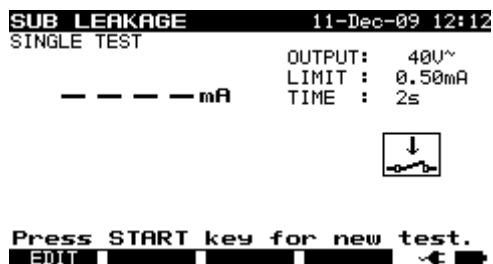 SUB LEAKAGE 11-Dec-09 12:12
SINGLE TEST
OUTPUT: 40V~
LIMIT : 0.50mA
– – – – mA
TIME : 2s
Press START key for new test.
EDIT